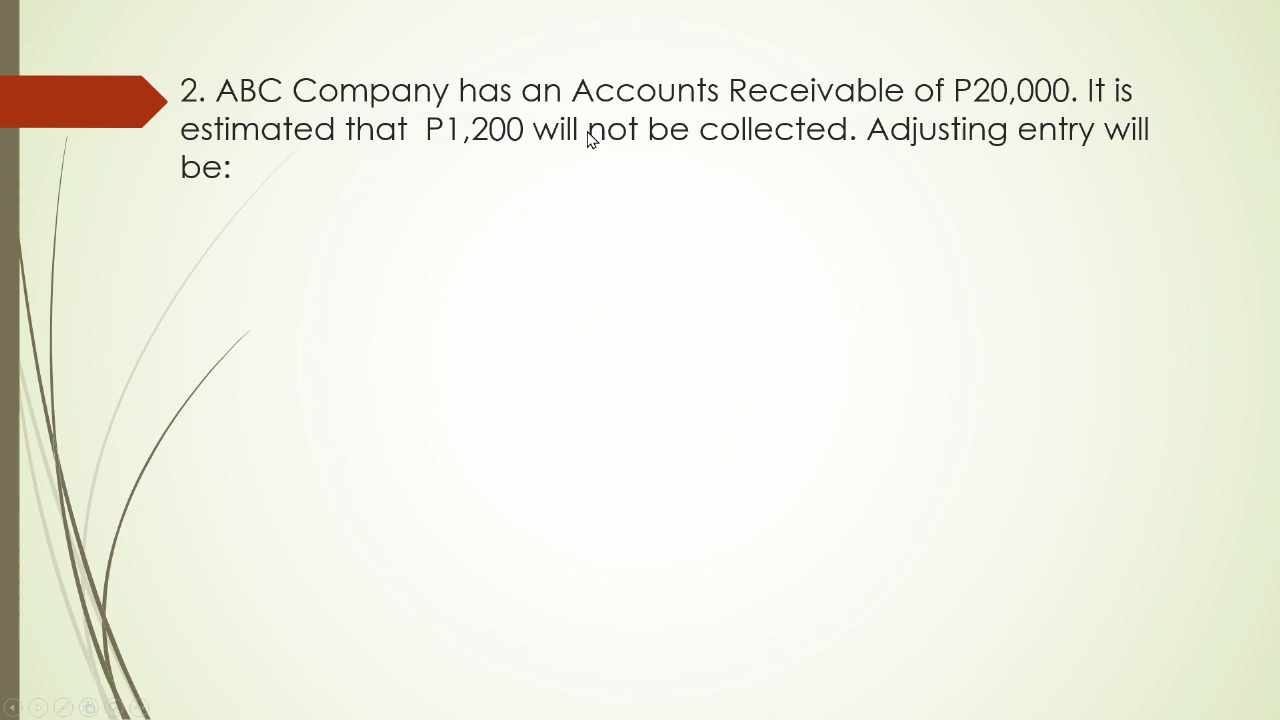 2. ABC Company has an Accounts Receivable of P20,000. It is
estimated that  P1,200 will not be collected. Adjusting entry will
be: